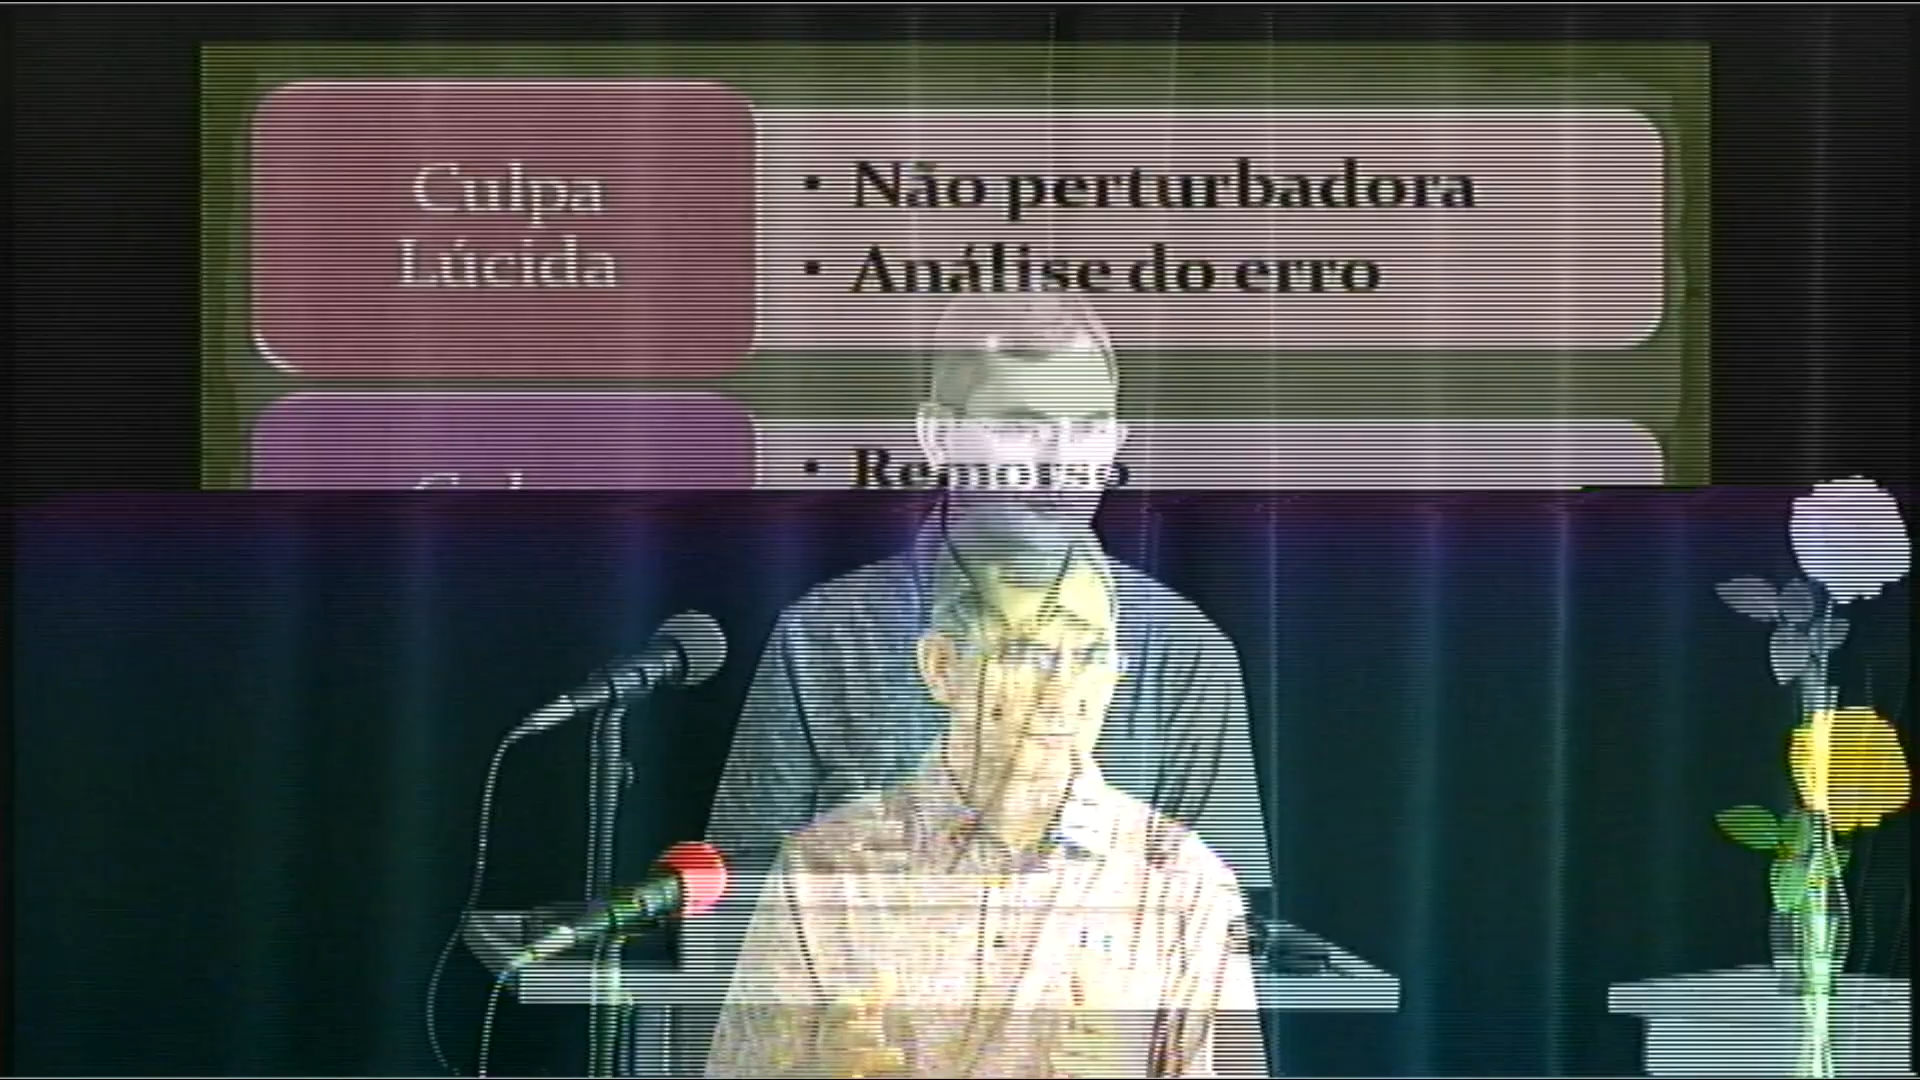 Culpa
Lúcida
• Não perturbadora
• Análise do erro
• Remorso